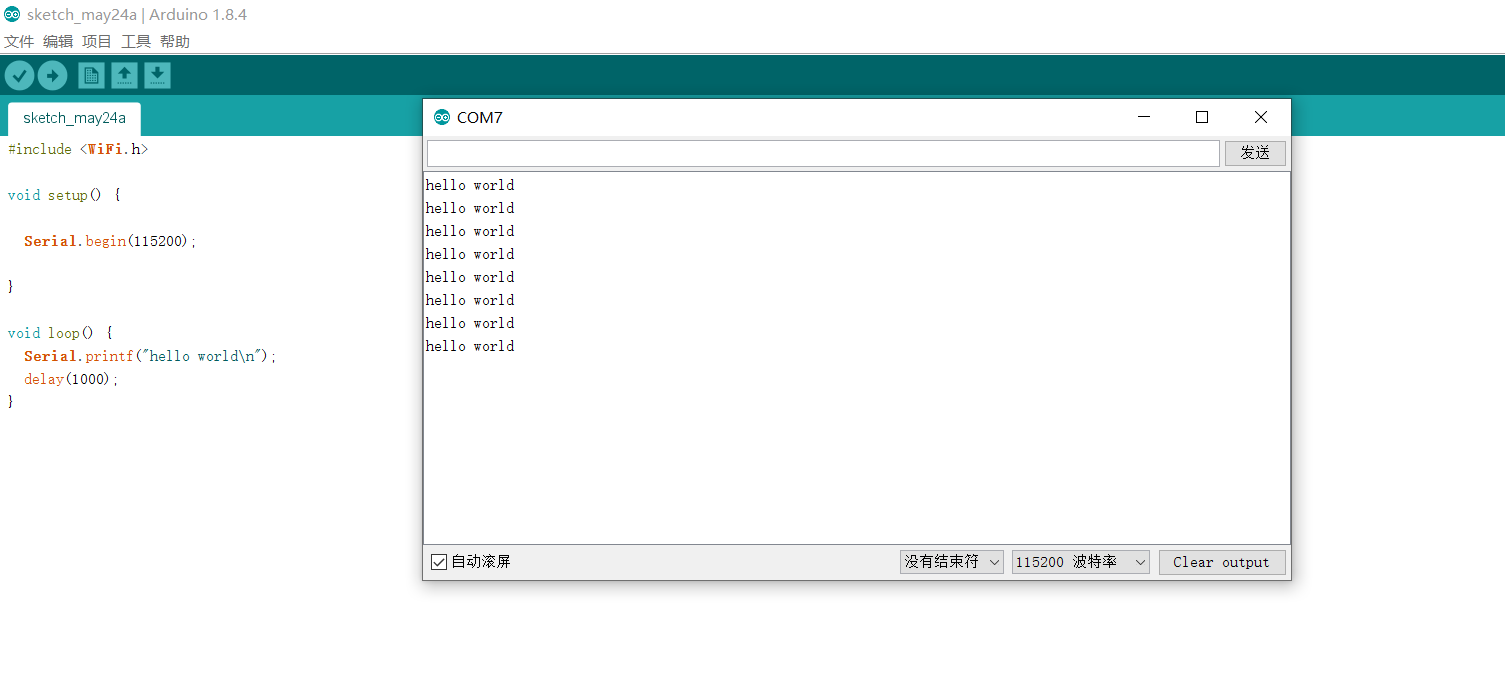 sketch_may24a | Arduino 1.8.4
文件 编辑 项目 工具 帮助
sketch_may24a
#include <WiFi.h>
void setup() {
Serial.begin(115200);
}
void loop() {
Serial.printf("hello world\n");
delay(1000);
}
COM7
发送
hello world
hello world
hello world
hello world
hello world
hello world
hello world
hello world
自动滚屏 没有结束符 115200 波特率 Clear output